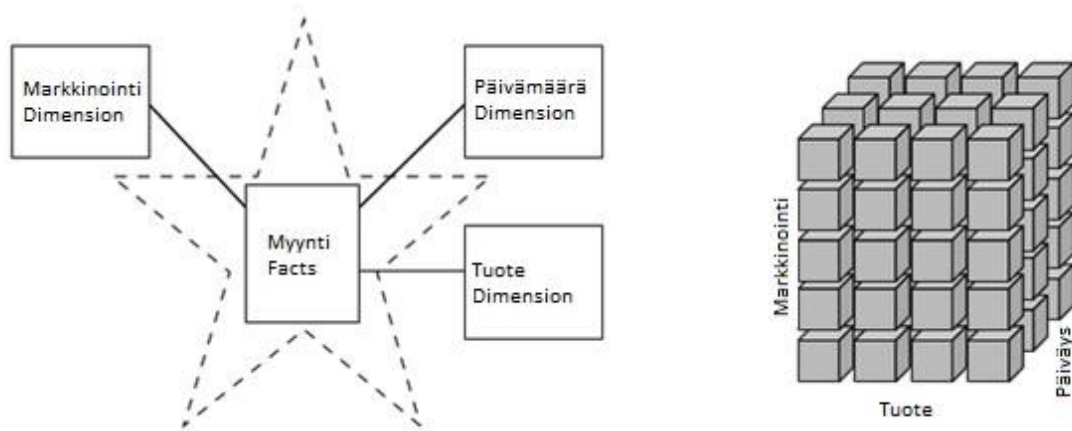 Markkinointi
Dimension
Päivämäärä
Dimension
Myynti
Facts
Tuote
Dimension
Markkinointi
Tuote
Päiväys